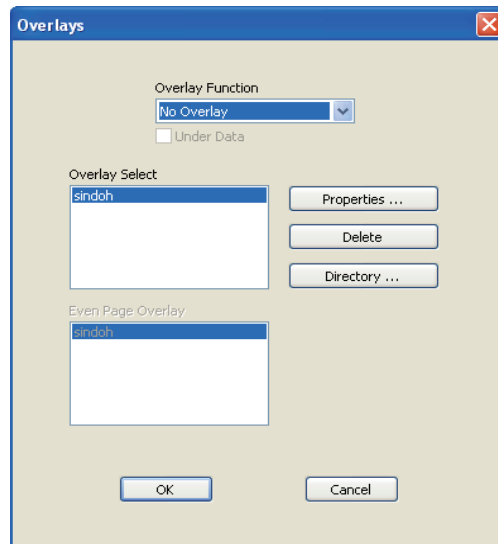 Overlays
Overlay Function
No Overlay
Under Data
Overlay Select
sindoh
Properties ...
Delete
Directory ...
Even Page Overlay
sindoh
OK
Cancel